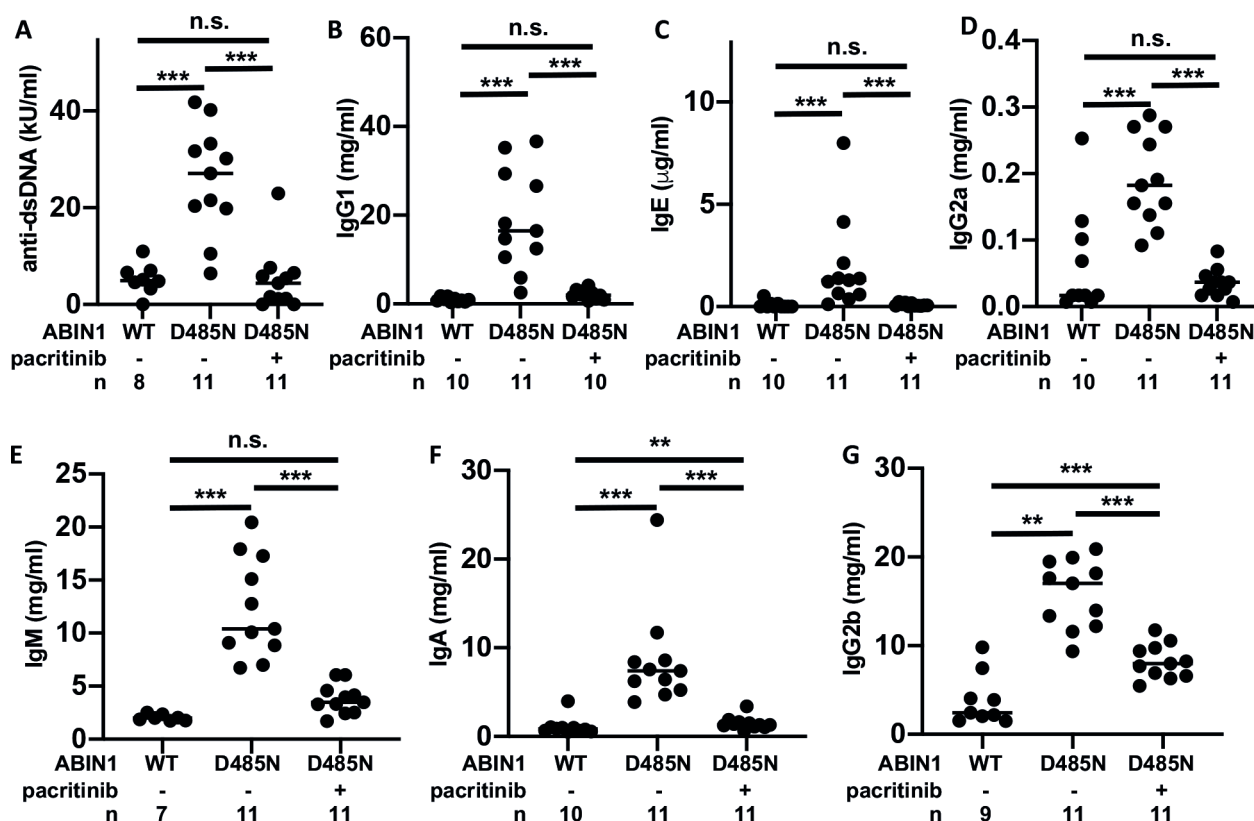 A
n.s.
***
***
anti-dsDNA (kU/ml)
40
20
0
ABIN1 WT D485N D485N
pacritinib - - +
n 8 11 11
B
n.s.
***
***
IgG1 (mg/ml)
60
40
20
0
WT D485N D485N
- - +
10 11 10
C
n.s.
***
***
IgE (μg/ml)
10
5
0
ABIN1 WT D485N D485N
pacritinib - - +
n 10 11 11
D
n.s.
***
***
IgG2a (mg/ml)
0.4
0.3
0.2
0.1
0.0
ABIN1 WT D485N D485N
pacritinib - - +
n 10 11 11
E
n.s.
***
***
IgM (mg/ml)
25
20
15
10
5
0
ABIN1 WT D485N D485N
pacritinib - - +
n 7 11 11
F
**
***
***
IgA (mg/ml)
30
20
10
0
ABIN1 WT D485N D485N
pacritinib - - +
n 10 11 11
G
***
***
**
IgG2b (mg/ml)
30
20
10
0
ABIN1 WT D485N D485N
pacritinib - - +
n 9 11 11